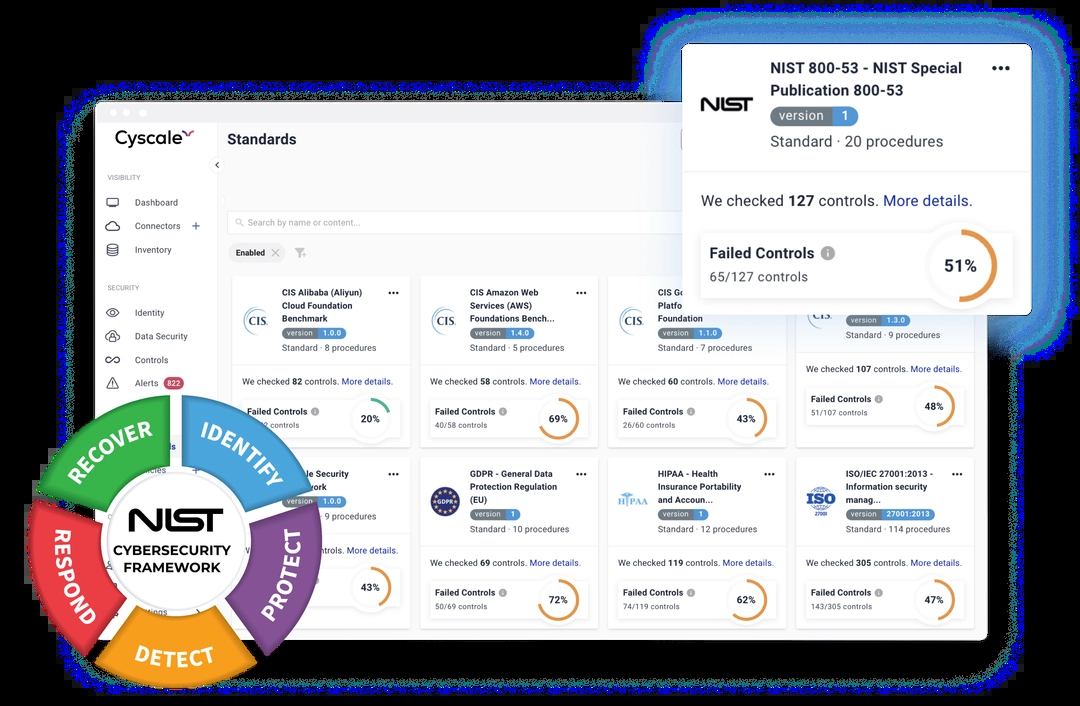 NIST 800-53 - NIST Special
Publication 800-53
NIST
version 1
Standard · 20 procedures
We checked 127 controls. More details.
Failed Controls
65/127 controls
51%
Cyscale
Standards
VISIBILITY
Dashboard
Connectors +
Inventory
SECURITY
Identity
Data Security
Controls
Alerts 822
Search by name or content...
Enabled
CIS Alibaba (Aliyun)
Cloud Foundation
Benchmark
CIS.
version 1.0.0
Standard · 8 procedures
We checked 82 controls. More details.
Failed Controls
controls
20%
CIS Amazon Web
Services (AWS)
Foundations Bench...
CIS.
version 1.4.0
Standard · 5 procedures
We checked 58 controls. More details.
Failed Controls
40/58 controls
69%
CIS
Foundation
CIS.
version 1.1.0
Standard · 7 procedures
We checked 60 controls. More details.
Failed Controls
26/60 controls
43%
CIS.
version 1.3.0
Standard · 9 procedures
We checked 107 controls. More details.
Failed Controls
51/107 controls
48%
Security
version 1.0.0
9 procedures
More details.
43%
GDPR - General Data
Protection Regulation
(EU)
GDPR
version 1
Standard · 10 procedures
We checked 69 controls. More details.
Failed Controls
50/69 controls
72%
HIPAA - Health
Insurance Portability
and Accoun...
HIPAA
version 1
Standard · 12 procedures
We checked 119 controls. More details.
Failed Controls
74/119 controls
62%
ISO/IEC 27001:2013 -
Information security
manag...
ISO
27001
version 27001:2013
Standard · 114 procedures
We checked 305 controls. More details.
Failed Controls
143/305 controls
47%
RECOVER
IDENTIFY
PROTECT
DETECT
RESPOND
NIST
CYBERSECURITY
FRAMEWORK